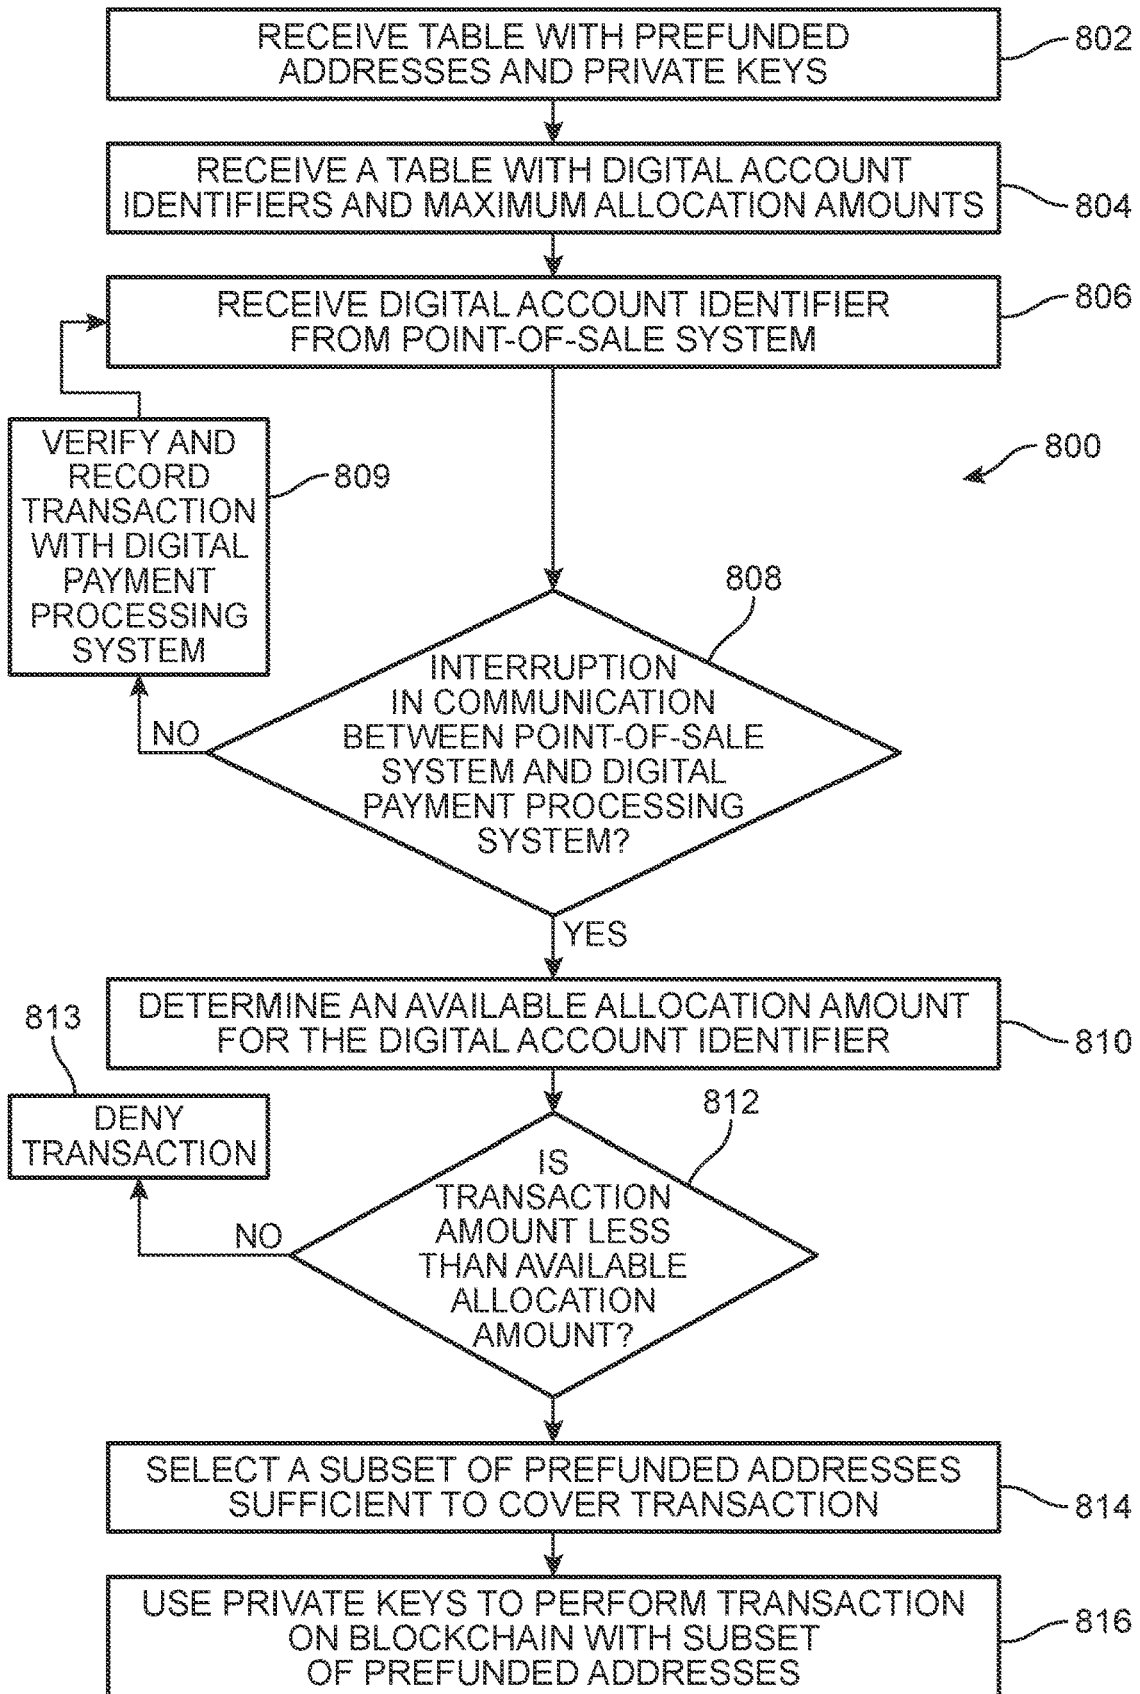 RECEIVE TABLE WITH PREFUNDED
ADDRESSES AND PRIVATE KEYS
802
RECEIVE A TABLE WITH DIGITAL ACCOUNT
IDENTIFIERS AND MAXIMUM ALLOCATION AMOUNTS
804
RECEIVE DIGITAL ACCOUNT IDENTIFIER
FROM POINT-OF-SALE SYSTEM
806
VERIFY AND
RECORD
TRANSACTION
WITH DIGITAL
PAYMENT
PROCESSING
SYSTEM
809
800
808
INTERRUPTION
IN COMMUNICATION
BETWEEN POINT-OF-SALE
SYSTEM AND DIGITAL
PAYMENT PROCESSING
SYSTEM?
NO
YES
DETERMINE AN AVAILABLE ALLOCATION AMOUNT
FOR THE DIGITAL ACCOUNT IDENTIFIER
810
813
DENY
TRANSACTION
812
IS
TRANSACTION
AMOUNT LESS
THAN AVAILABLE
ALLOCATION
AMOUNT?
NO
SELECT A SUBSET OF PREFUNDED ADDRESSES
SUFFICIENT TO COVER TRANSACTION
814
USE PRIVATE KEYS TO PERFORM TRANSACTION
ON BLOCKCHAIN WITH SUBSET
OF PREFUNDED ADDRESSES
816